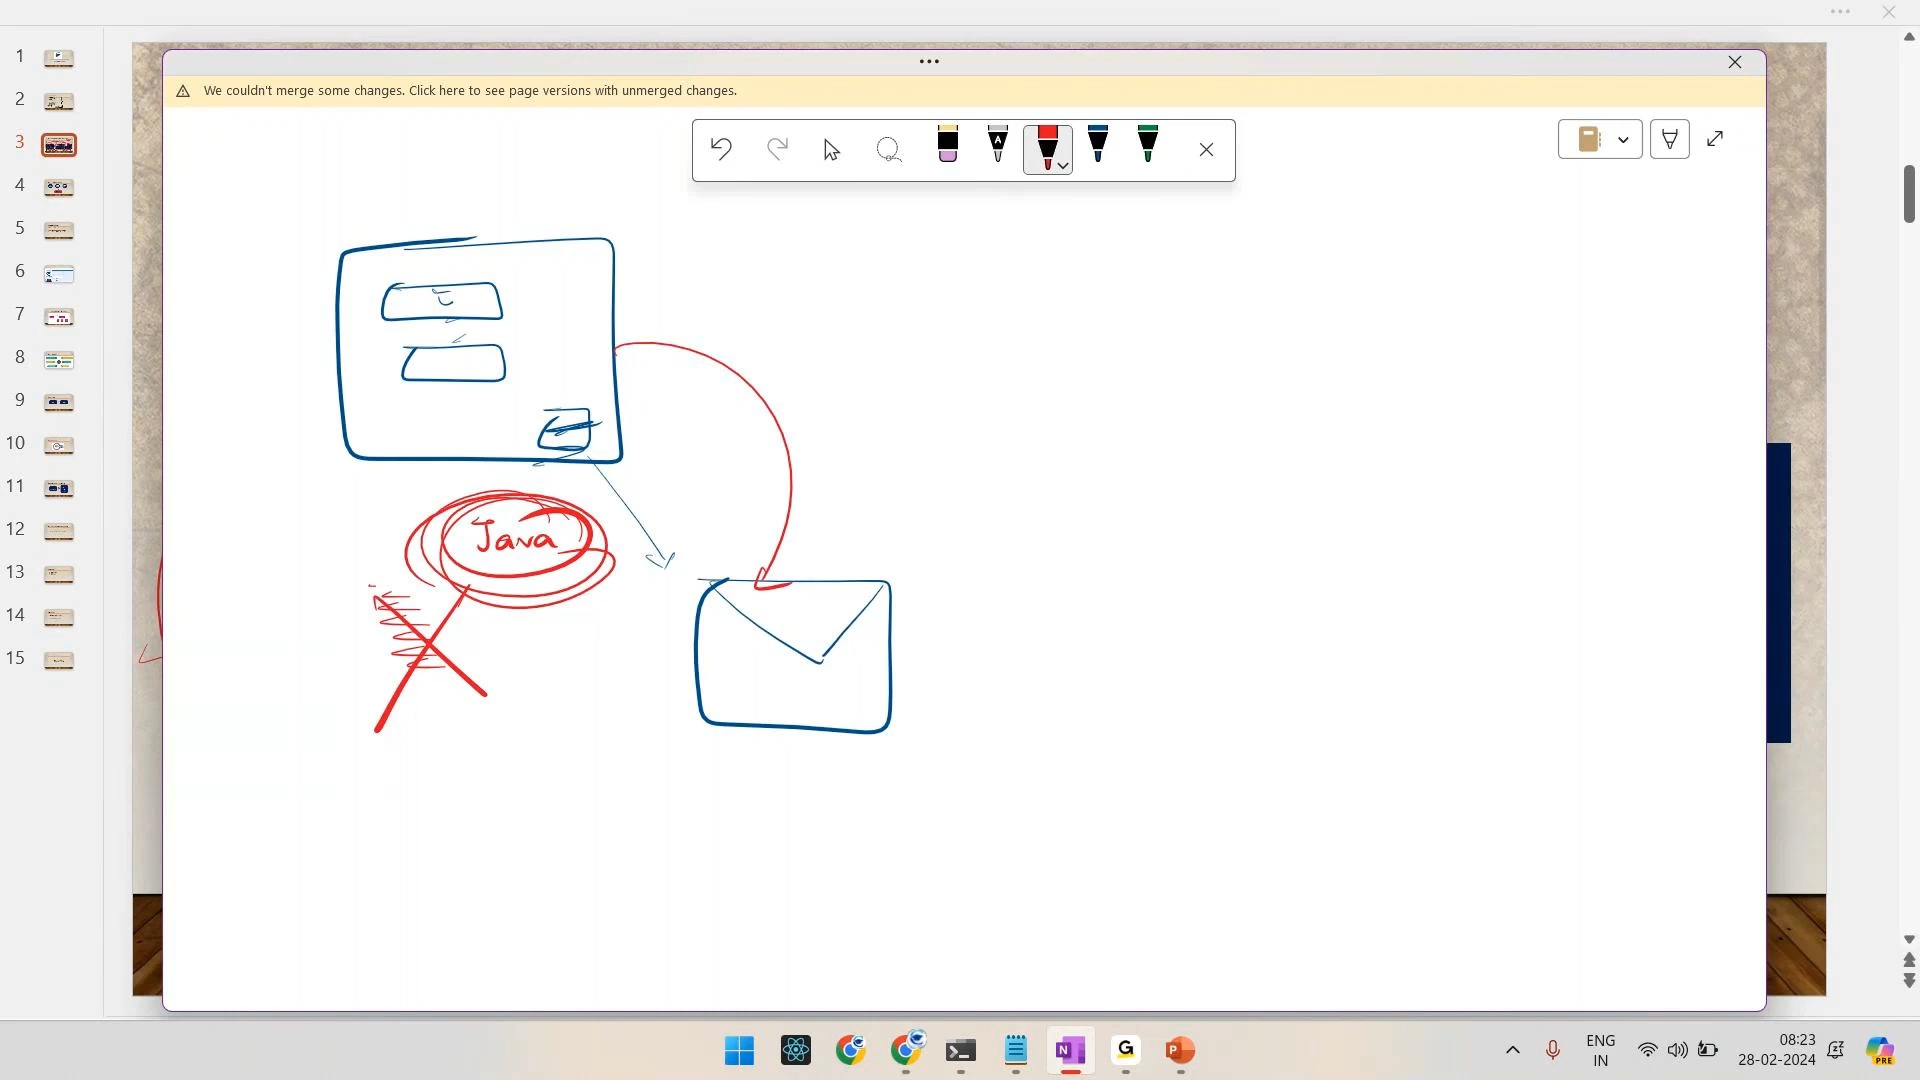 1
2
3
4
5
6
7
8
9
10
11
12
13
14
15
We couldn't merge some changes. Click here to see page versions with unmerged changes.
A
Java
ENG
IN
08:23
28-02-2024
N
G
P
PRE